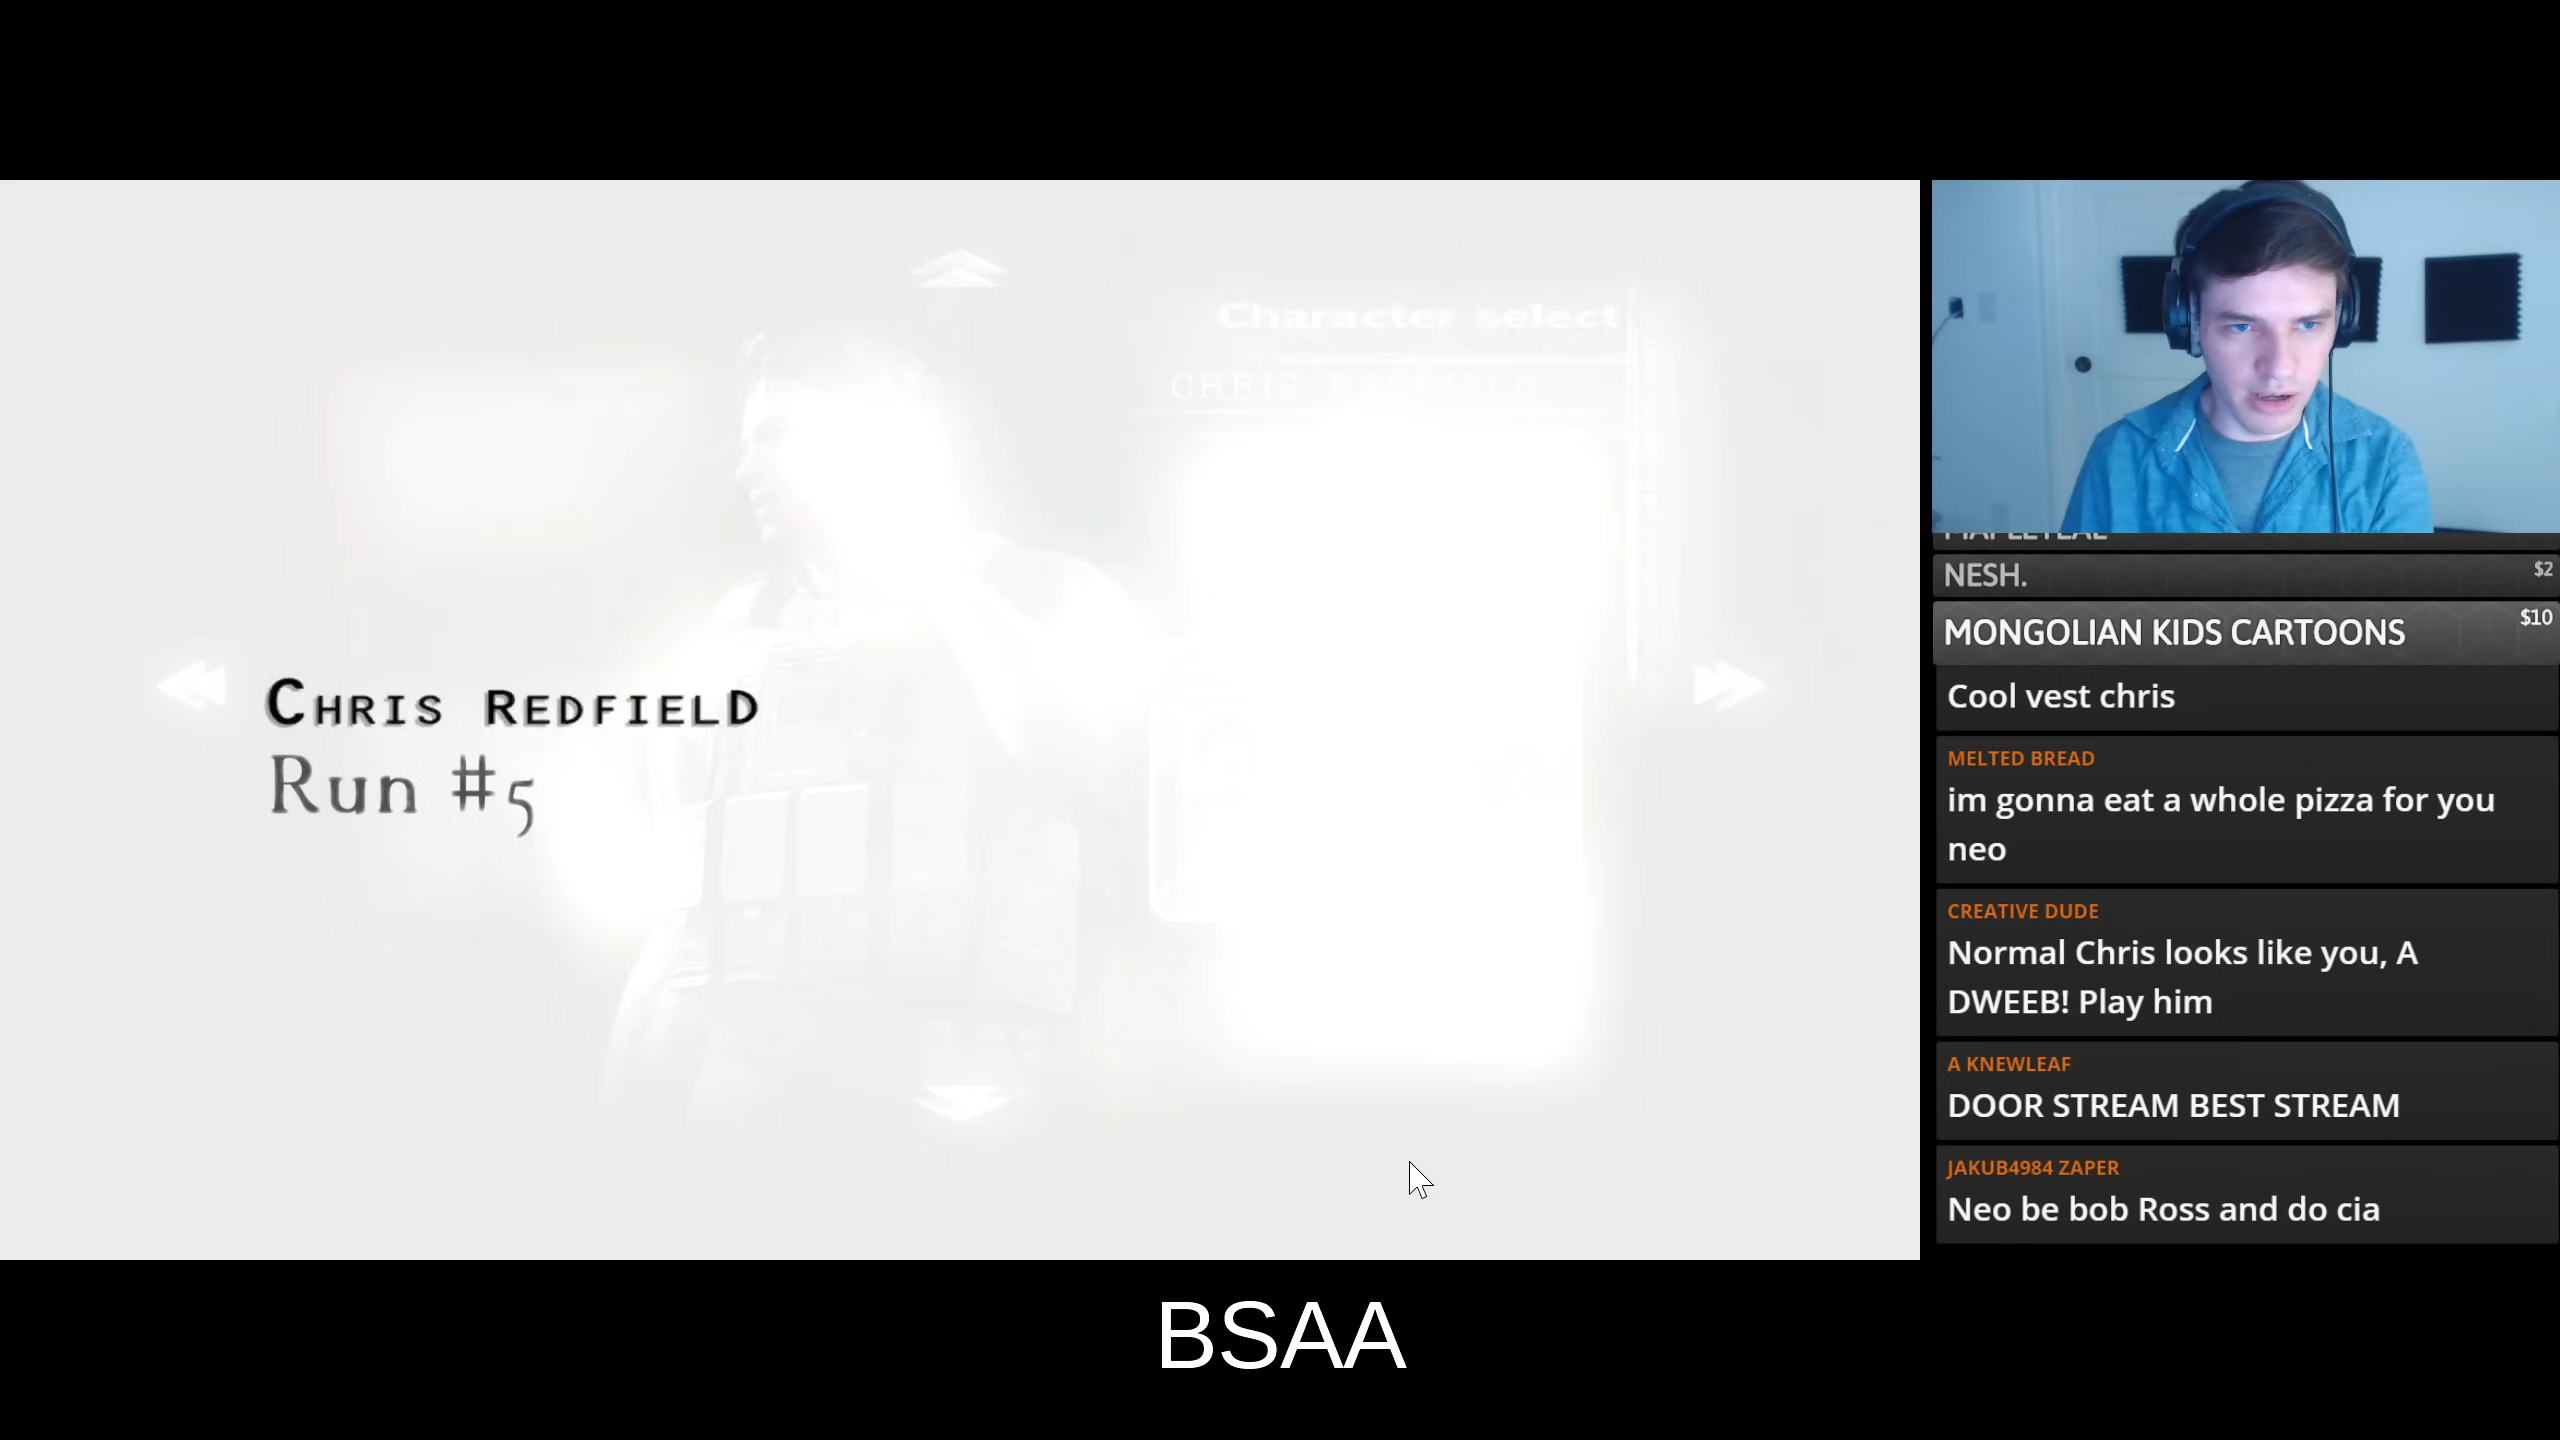 Character select
CHRIS REDFIELD
CHRIS REDFIELD
Run #5
NESH.
$2
MONGOLIAN KIDS CARTOONS
$10
Cool vest chris
MELTED BREAD
im gonna eat a whole pizza for you
neo
CREATIVE DUDE
Normal Chris looks like you, A
DWEEB! Play him
A KNEWLEAF
DOOR STREAM BEST STREAM
JAKUB4984 ZAPER
Neo be bob Ross and do cia
BSAA